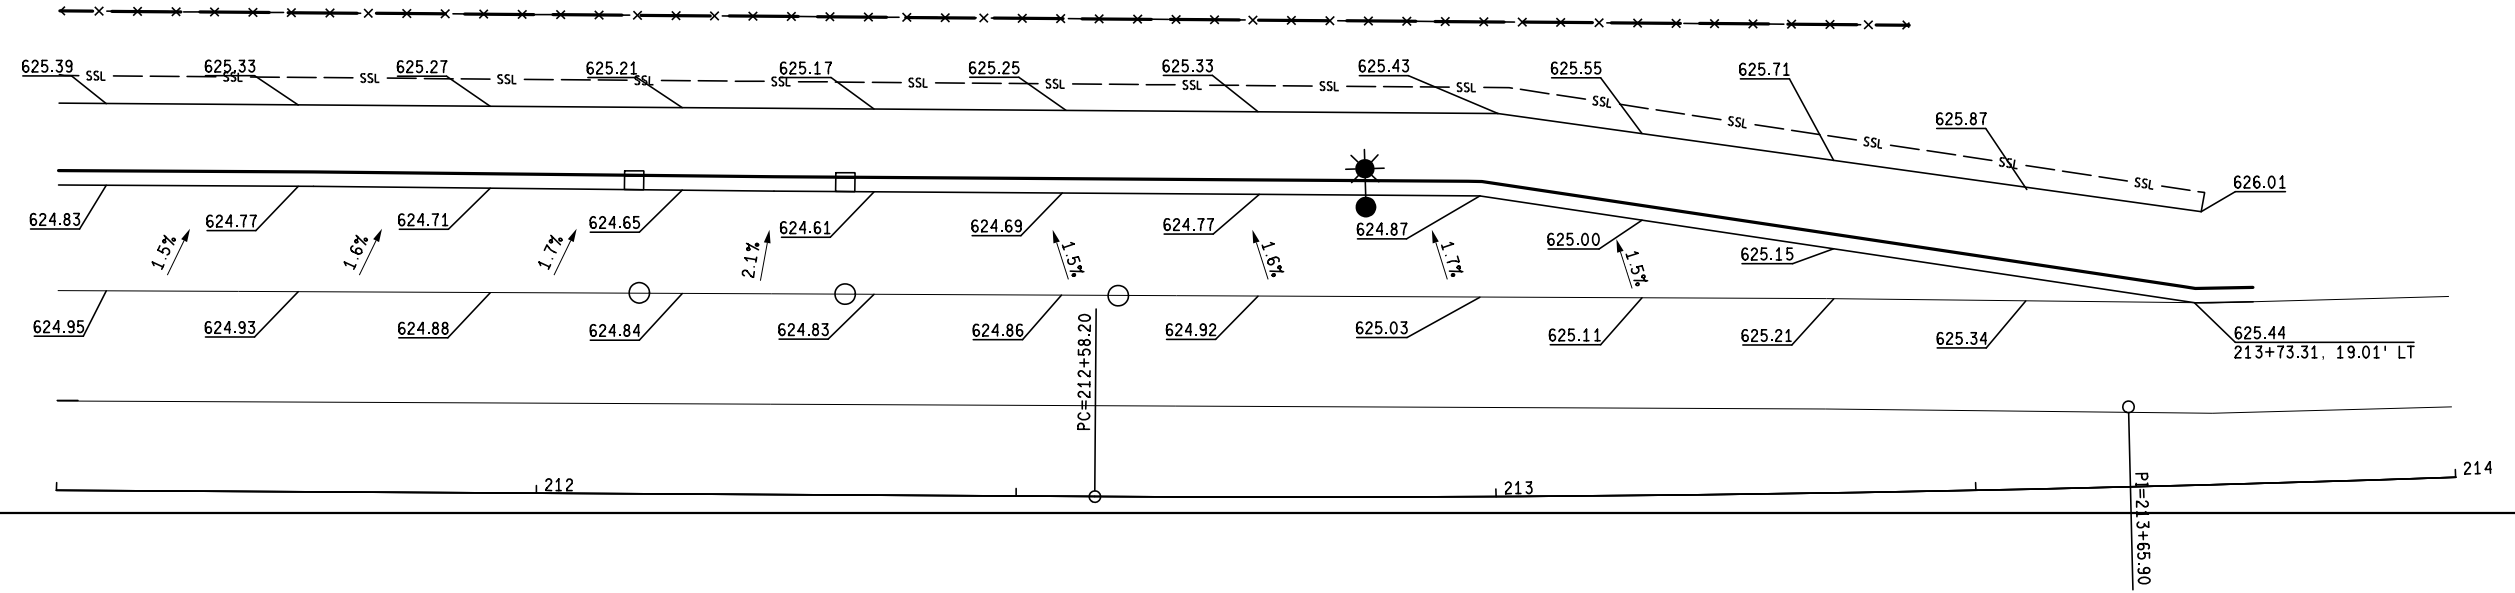 625.39 625.33 625.27 625.21 625.17 625.25 625.33 625.43 625.55 625.71
SSL SSL SSL SSL SSL SSL SSL SSL SSL SSL SSL
SSL
SSL
SSL
SSL
SSL
625.87
626.01
624.83 624.77 624.71 624.65 624.61 624.69 624.77 624.87 625.00 625.15
1.5% 1.6% 1.7% 2.1% 1.5% 1.6% 1.7% 1.5%
624.95 624.93 624.88 624.84 624.83 624.86 624.92 625.03 625.11 625.21 625.34 625.44
213+73.31, 19.01' LT
PC=212+58.20
212 213 214
PI=213+65.90